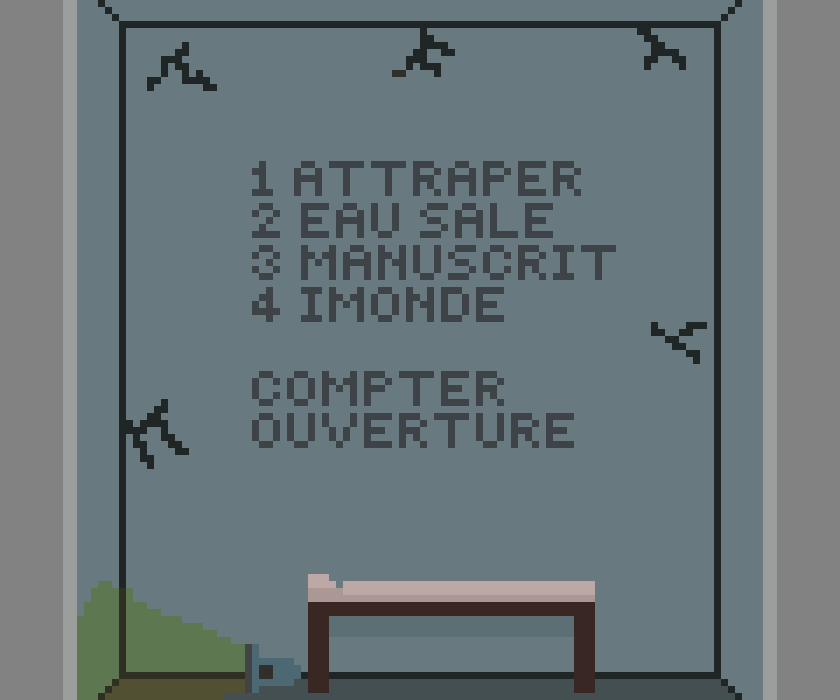 1 ATTRAPER
2 EAU SALE
3 MANUSCRIT
4 IMONDE
COMPTER
OUVERTURE